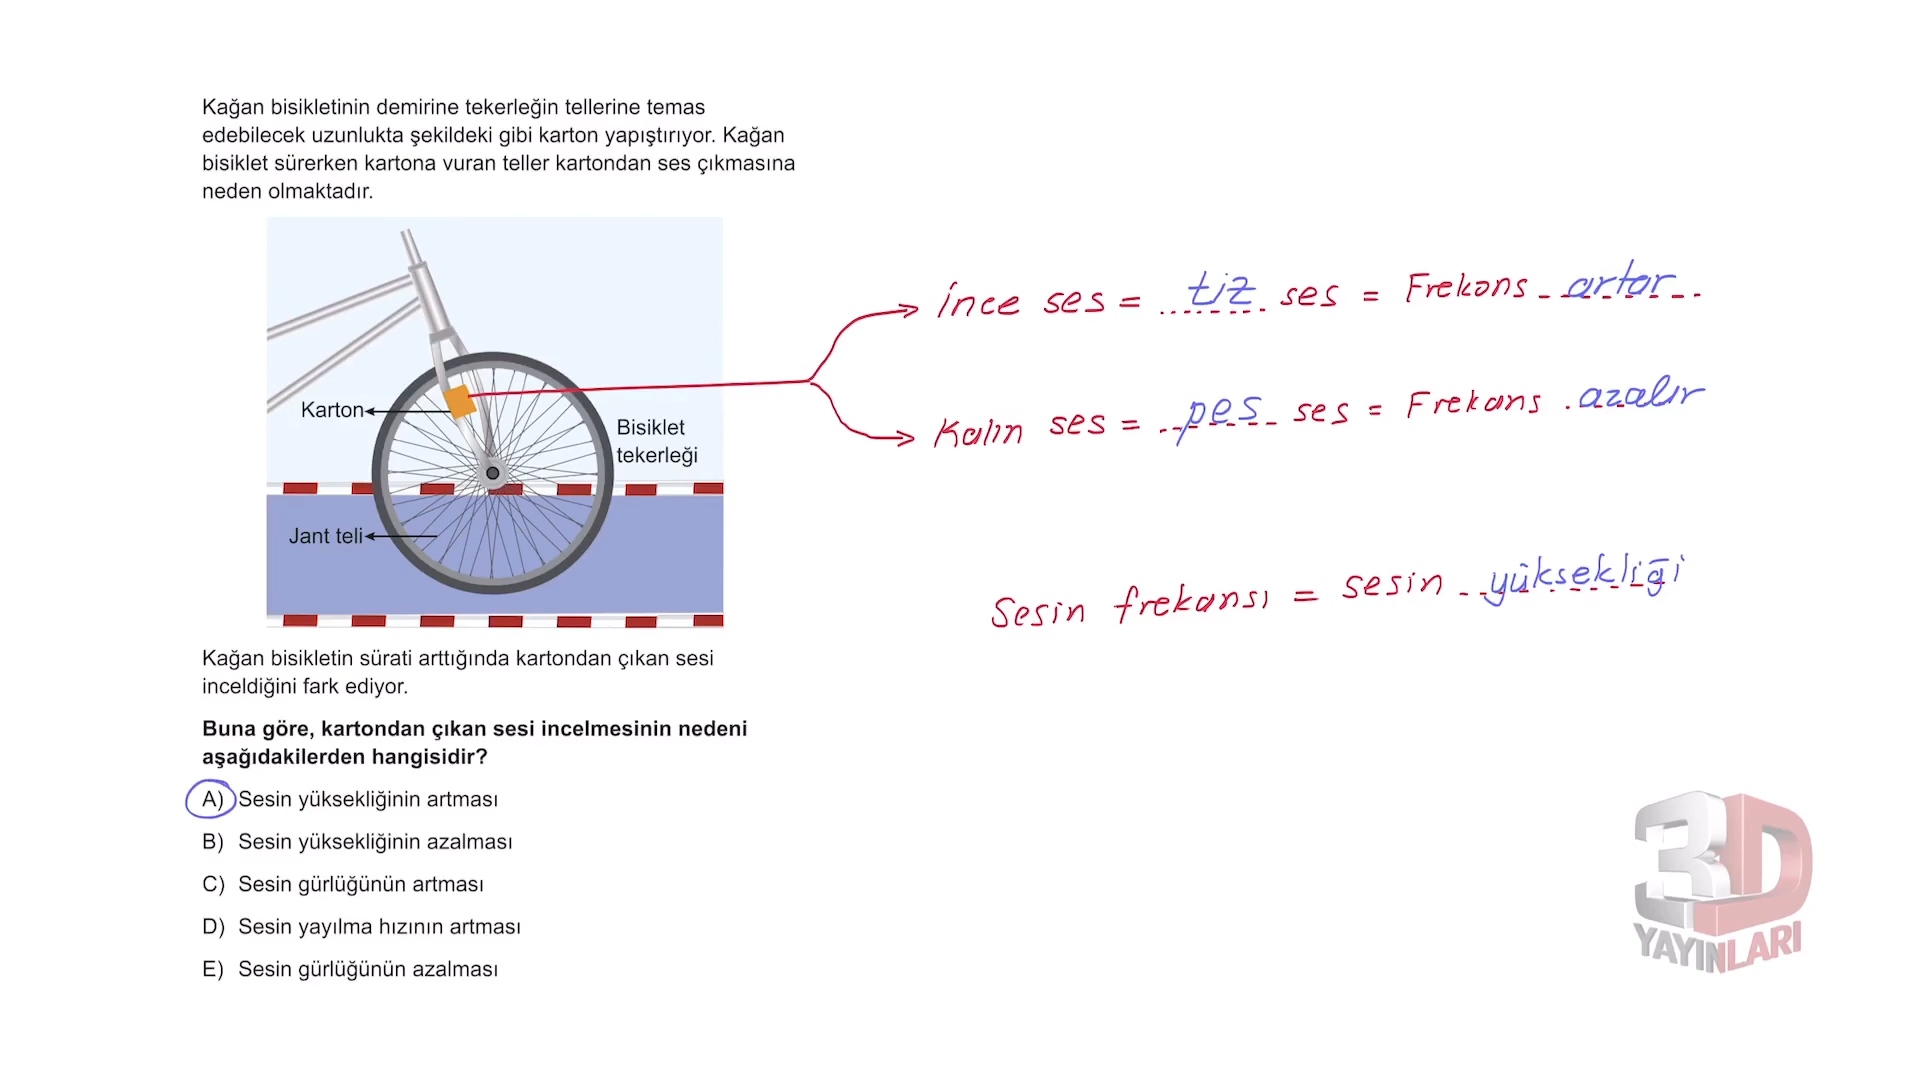 Kağan bisikletinin demirine tekerleğin tellerine temas
edebilecek uzunlukta şekildeki gibi karton yapıştırıyor. Kağan
bisiklet sürerken kartona vuran teller kartondan ses çıkmasına
neden olmaktadır.
Karton
Bisiklet
tekerleği
Jant teli
Kağan bisikletin sürati arttığında kartondan çıkan sesi
inceldiğini fark ediyor.
Buna göre, kartondan çıkan sesi incelmesinin nedeni
aşağıdakilerden hangisidir?
A) Sesin yüksekliğinin artması
B) Sesin yüksekliğinin azalması
C) Sesin gürlüğünün artması
D) Sesin yayılma hızının artması
E) Sesin gürlüğünün azalması
İnce ses = tiz ses = Frekans artar
Kalın ses = pes ses = Frekans azalır
Sesin frekansı = sesin yüksekliği
3D
YAYINLARI